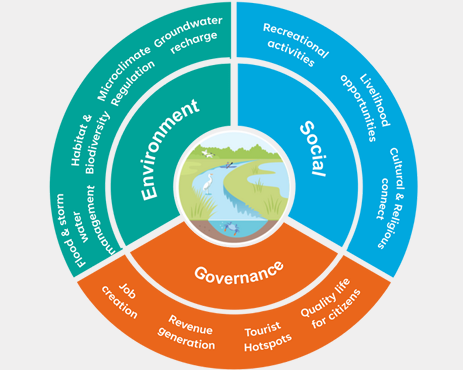 Environment
Flood & storm
water
management
Habitat &
Biodiversity
Microclimate
Regulation
Groundwater
recharge
Social
Recreational
activities
Livelihood
opportunities
Cultural & Religious
connect
Governance
Job
creation
Revenue
generation
Tourist
Hotspots
Quality life
for citizens